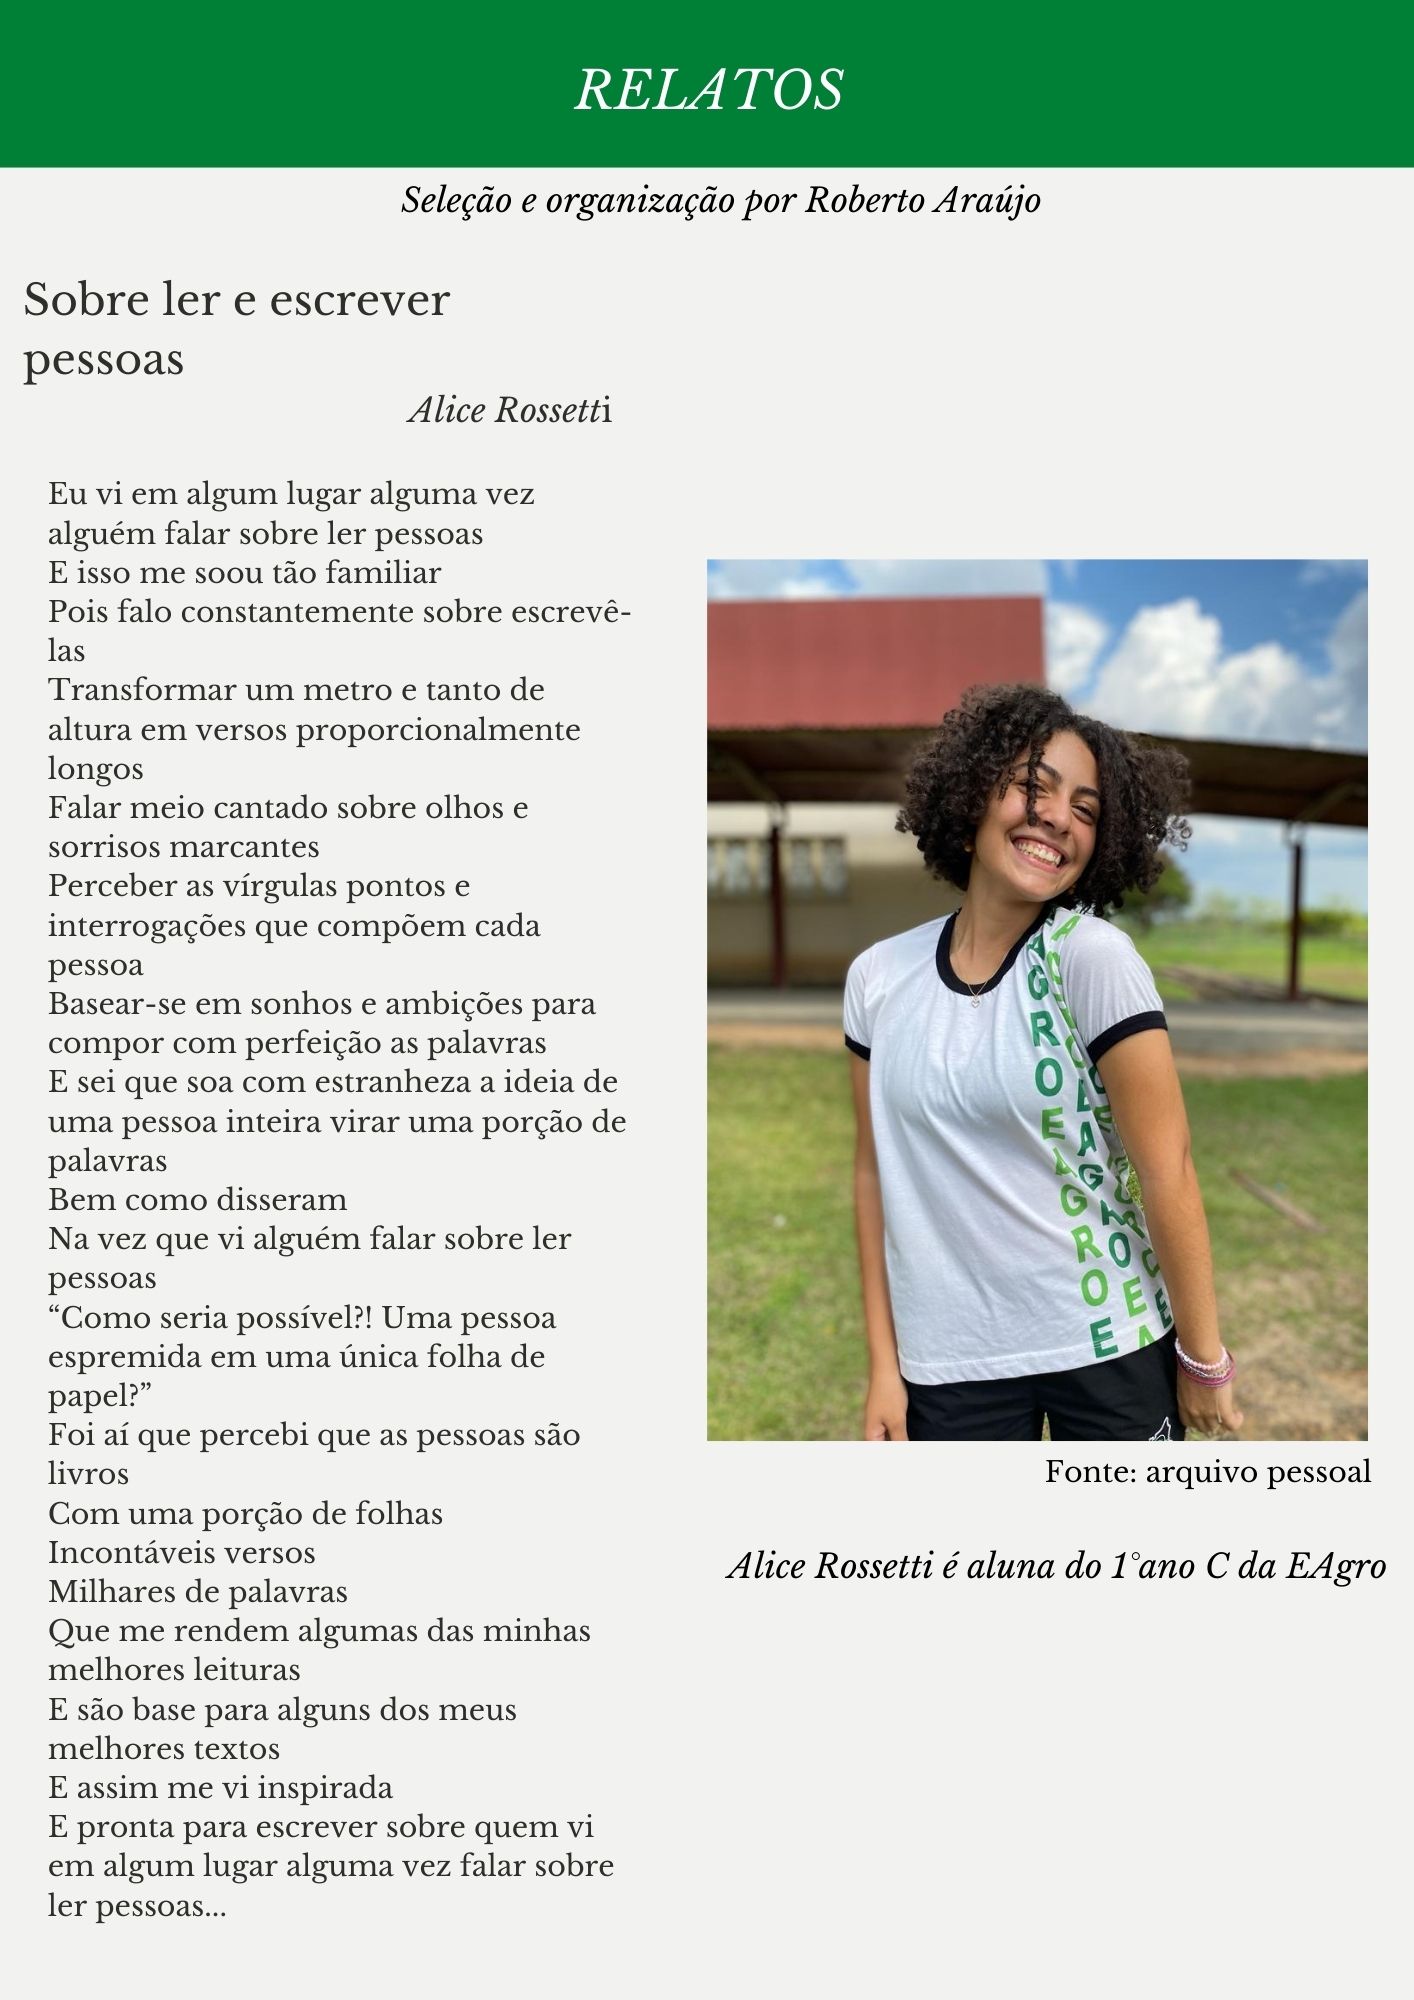 RELATOS
Seleção e organização por Roberto Araújo
Sobre ler e escrever
pessoas
Alice Rossetti
Eu vi em algum lugar alguma vez
alguém falar sobre ler pessoas
E isso me soou tão familiar
Pois falo constantemente sobre escrevê-
las
Transformar um metro e tanto de
altura em versos proporcionalmente
longos
Falar meio cantado sobre olhos e
sorrisos marcantes
Perceber as vírgulas pontos e
interrogações que compõem cada
pessoa
Basear-se em sonhos e ambições para
compor com perfeição as palavras
E sei que soa com estranheza a ideia de
uma pessoa inteira virar uma porção de
palavras
Bem como disseram
Na vez que vi alguém falar sobre ler
pessoas
“Como seria possível?! Uma pessoa
espremida em uma única folha de
papel?”
Foi aí que percebi que as pessoas são
livros
Com uma porção de folhas
Incontáveis versos
Milhares de palavras
Que me rendem algumas das minhas
melhores leituras
E são base para alguns dos meus
melhores textos
E assim me vi inspirada
E pronta para escrever sobre quem vi
em algum lugar alguma vez falar sobre
ler pessoas...
AGROEAGROE
Fonte: arquivo pessoal
Alice Rossetti é aluna do 1°ano C da EAgro